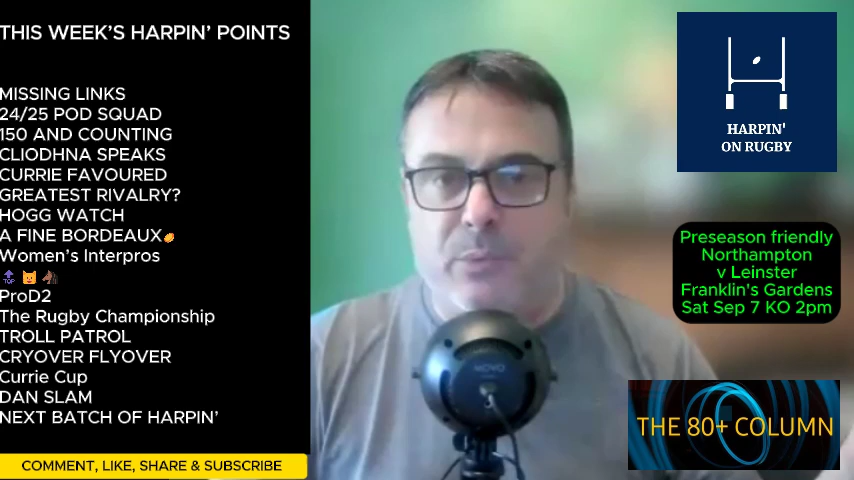 THIS WEEK'S HARPIN' POINTS
MISSING LINKS
24/25 POD SQUAD
150 AND COUNTING
CLIODHNA SPEAKS
CURRIE FAVOURED
GREATEST RIVALRY?
HOGG WATCH
A FINE BORDEAUX🏉
Women's Interpros
🔝 🐱 🐴
ProD2
The Rugby Championship
TROLL PATROL
CRYOVER FLYOVER
Currie Cup
DAN SLAM
NEXT BATCH OF HARPIN'
COMMENT, LIKE, SHARE & SUBSCRIBE
MOVO
HARPIN'
ON RUGBY
Preseason friendly
Northampton
v Leinster
Franklin's Gardens
Sat Sep 7 KO 2pm
THE 80+ COLUMN